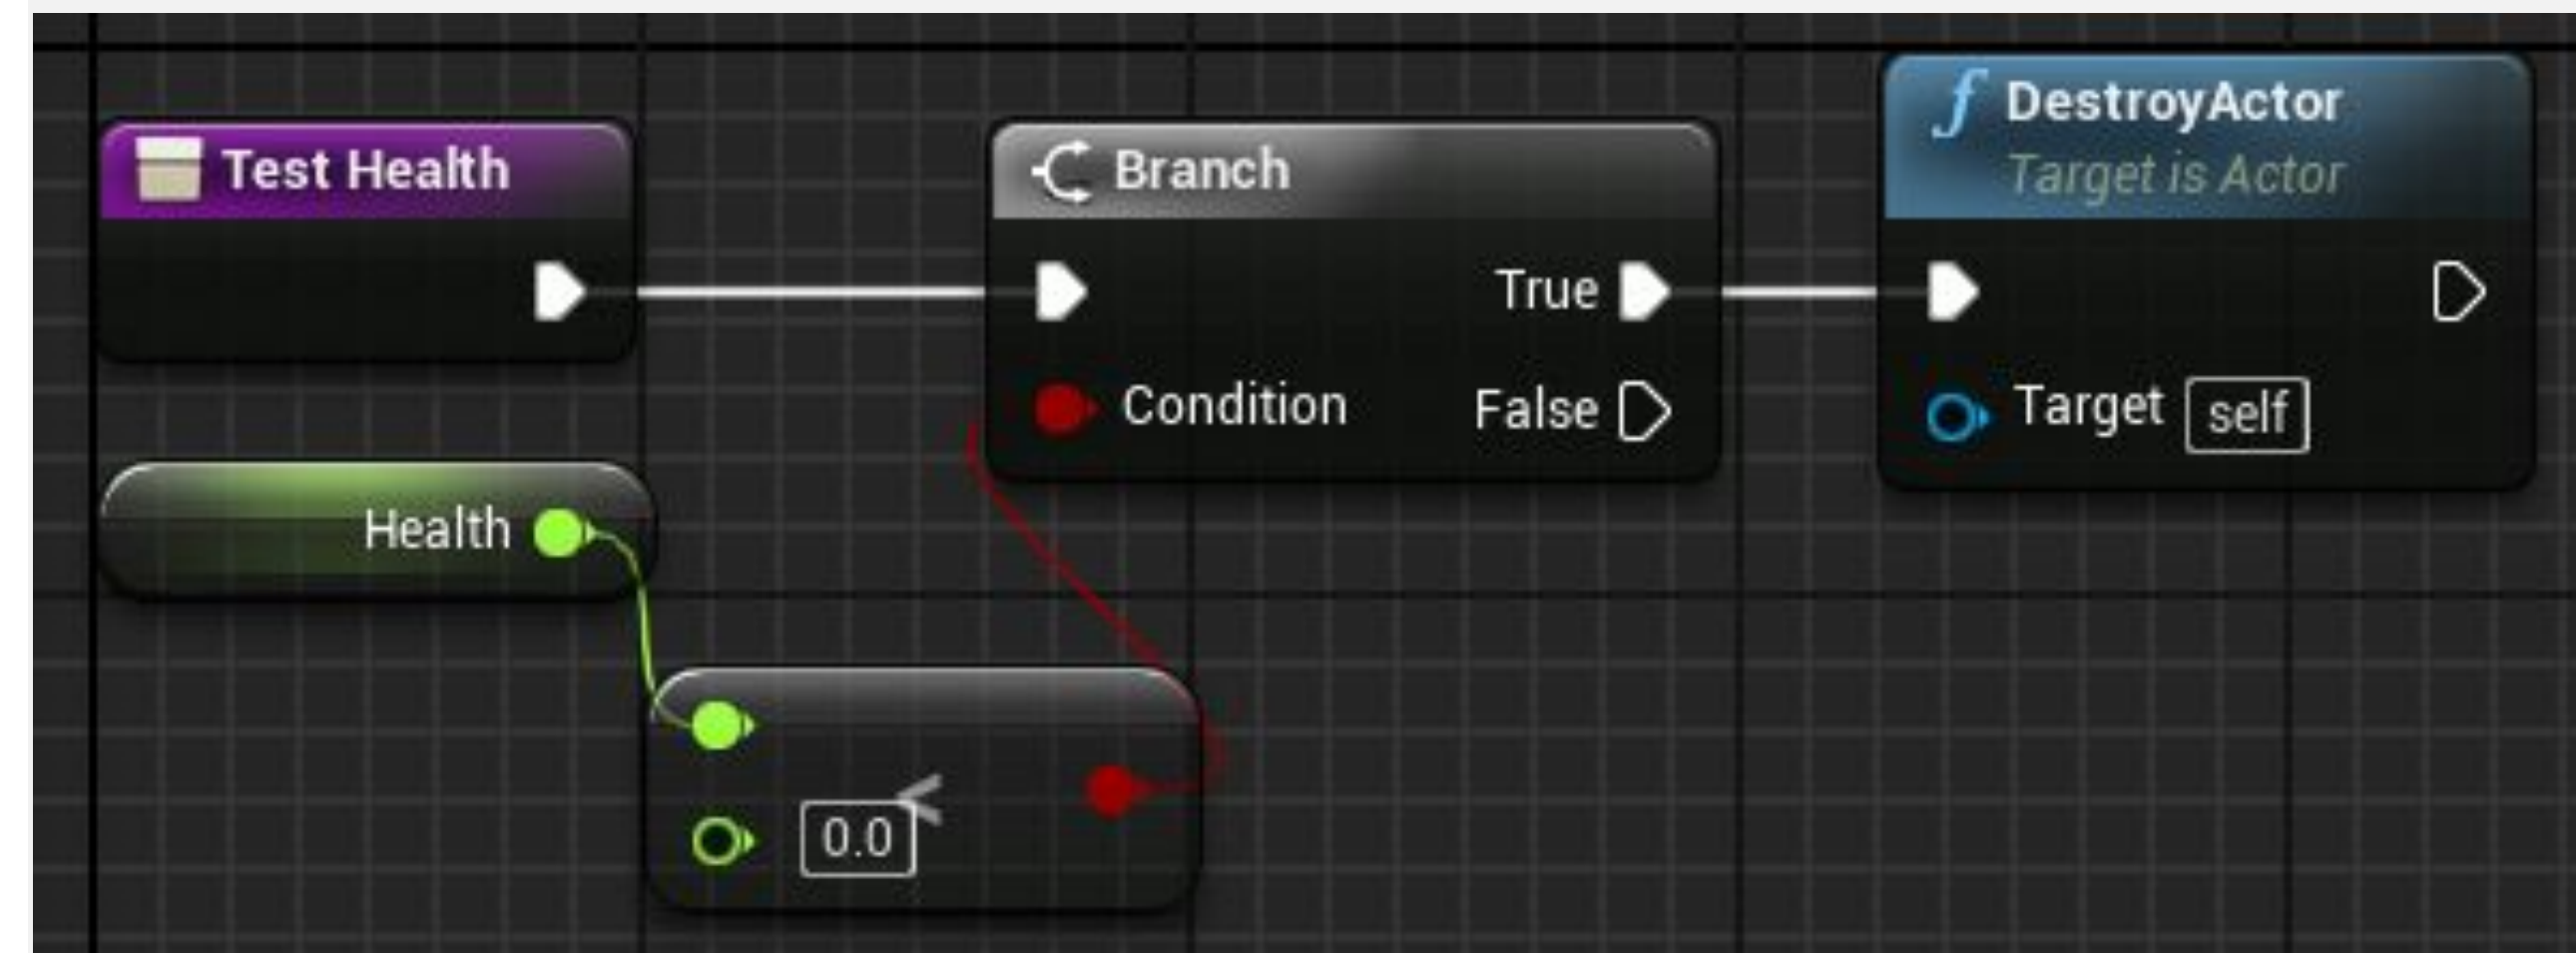 Test Health
Branch
DestroyActor
Target is Actor
True
Condition
False
Target self
Health
<
0.0